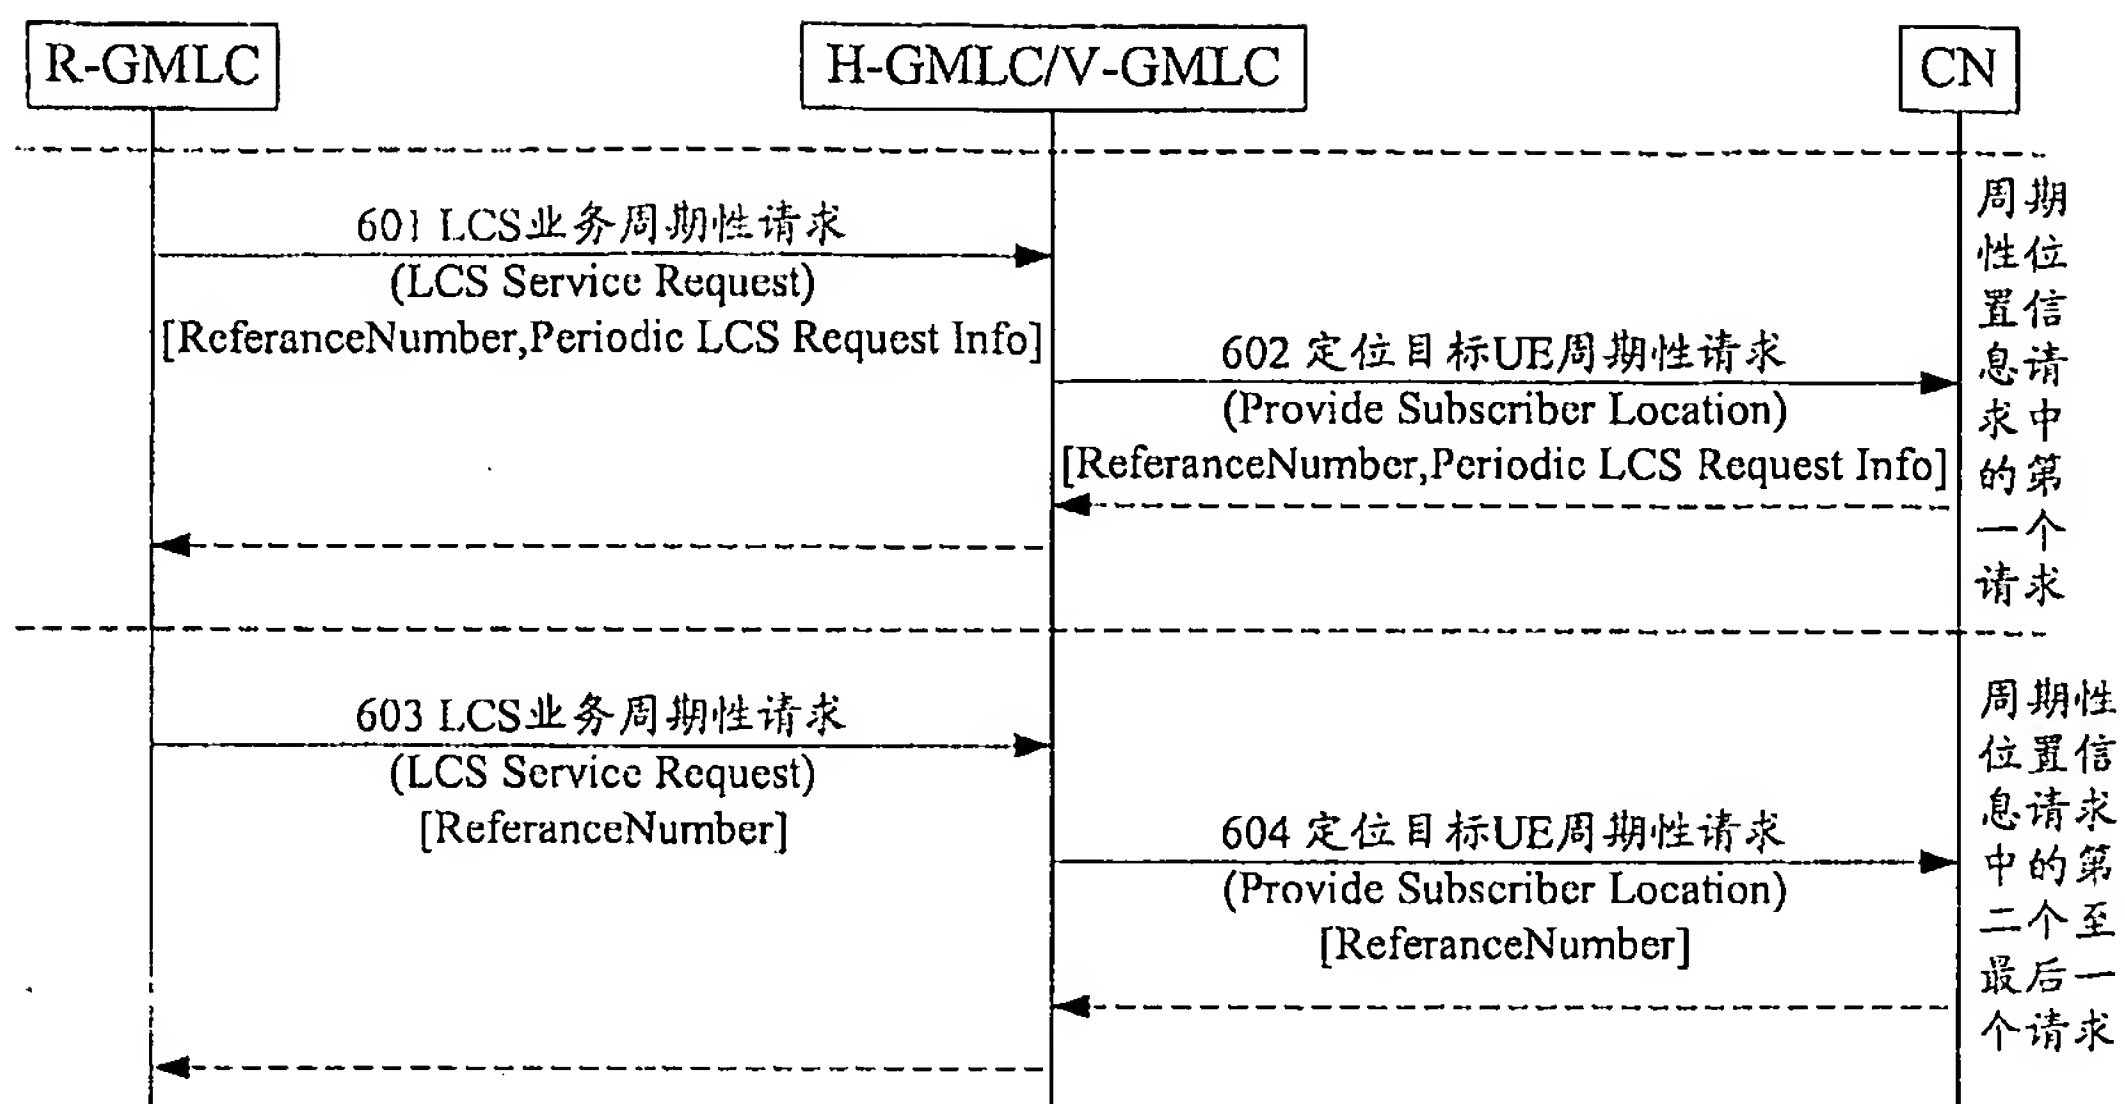 R-GMLC
H-GMLC/V-GMLC
CN
601 LCS业务周期性请求
(LCS Service Request)
[ReferanceNumber,Periodic LCS Request Info]
602 定位目标UE周期性请求
(Provide Subscriber Location)
[ReferanceNumber,Periodic LCS Request Info]
周期
性位
置信
息请
求中
的第
一个
请求
603 LCS业务周期性请求
(LCS Service Request)
[ReferanceNumber]
604 定位目标UE周期性请求
(Provide Subscriber Location)
[ReferanceNumber]
周期性
位置信
息请求
中的第
二个至
最后一
个请求